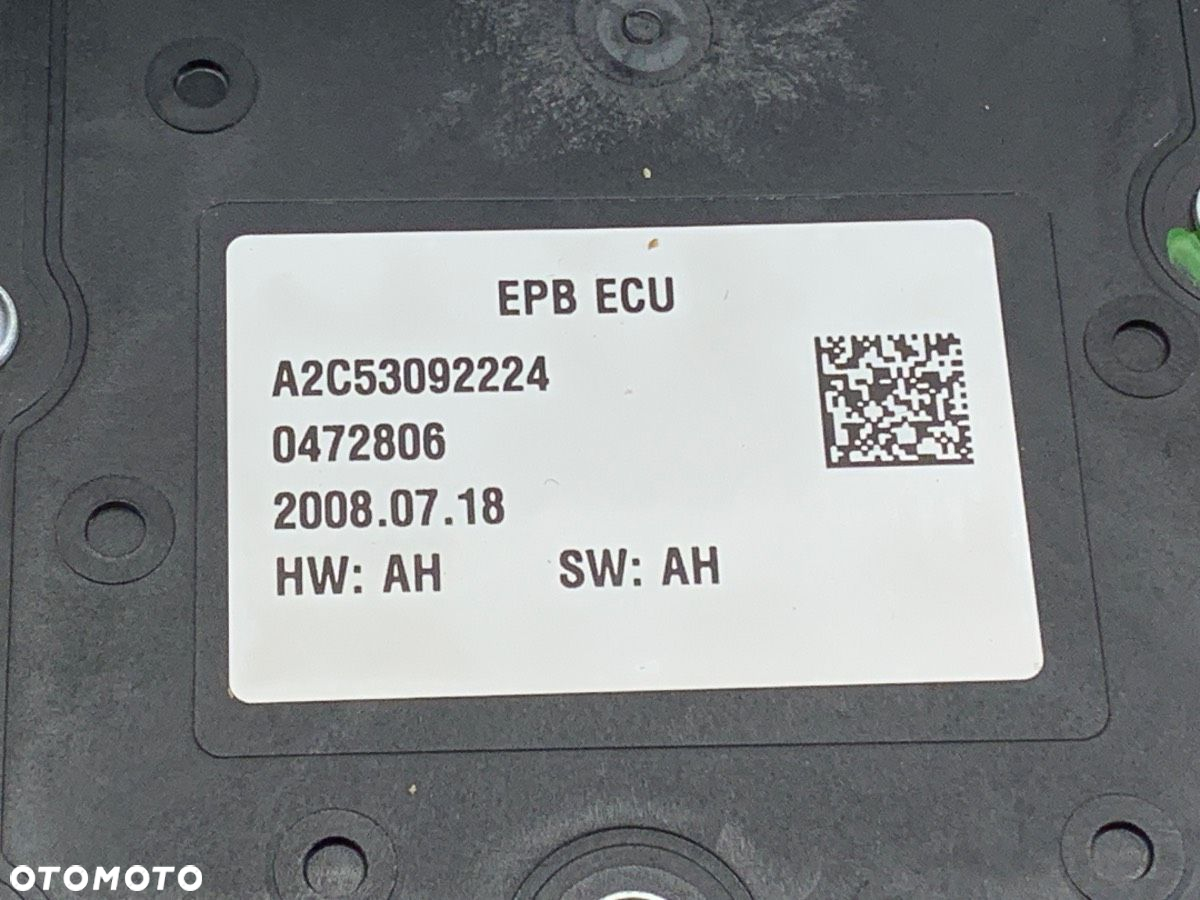 EPB ECU
A2C53092224
0472806
2008.07.18
HW: AH SW: AH
OTOMOTO